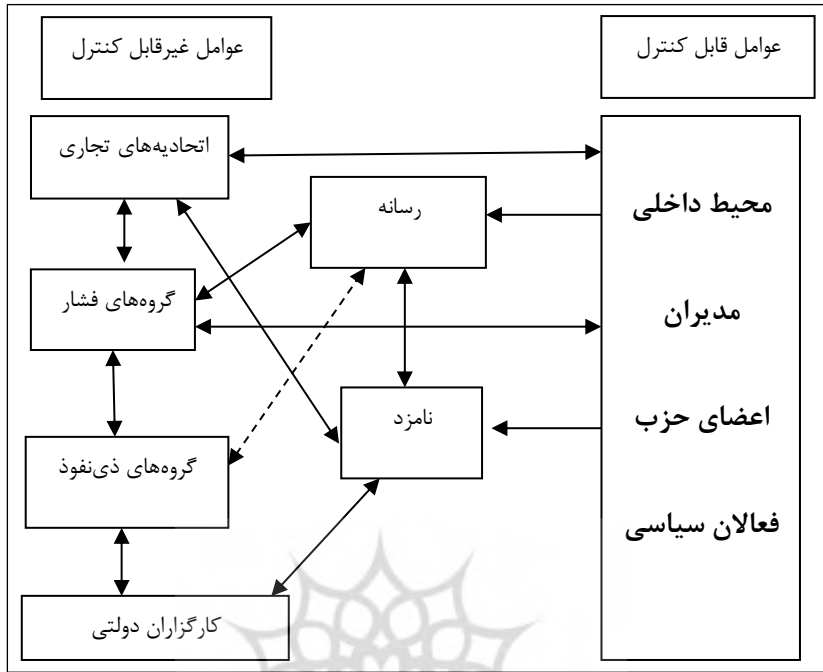 عوامل قابل کنترل
عوامل غیرقابل کنترل
اتحادیه‌های تجاری
رسانه
محیط داخلی
گروه‌های فشار
مدیران
نامزد
اعضای حزب
گروه‌های ذی‌نفوذ
فعالان سیاسی
کارگزاران دولتی